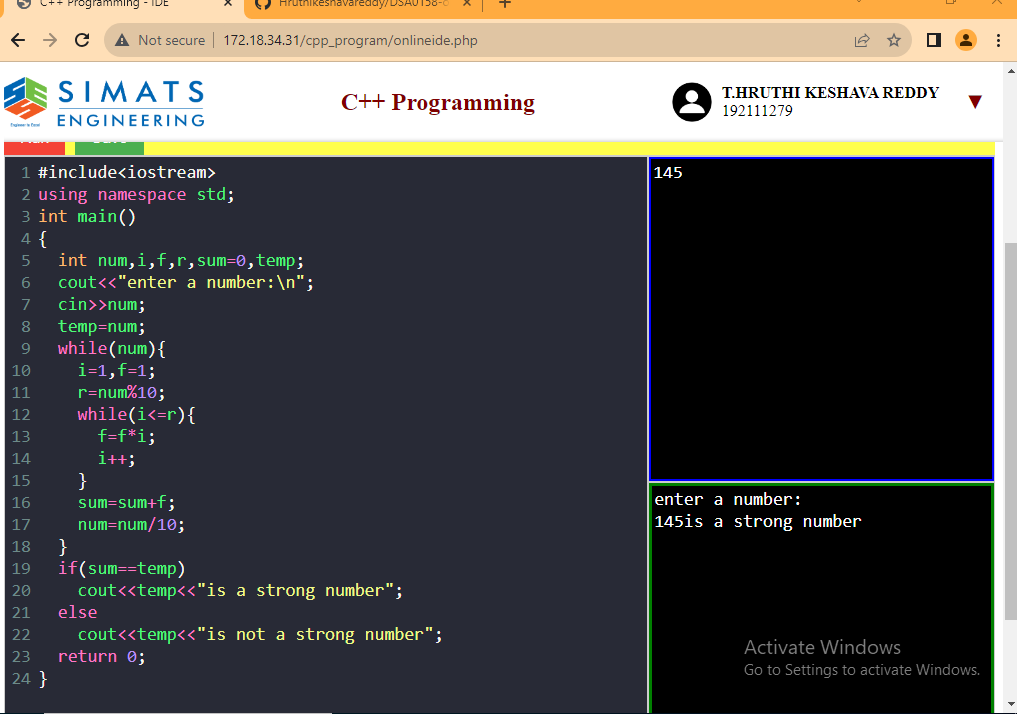 C++ Programming - IDE
Hruthikeshavareddy/DSA0158-
Not secure 172.18.34.31/cpp_program/onlineide.php
SIMATS
ENGINEERING
Engineer to Excel
C++ Programming
T.HRUTHI KESHAVA REDDY
192111279
1 #include<iostream>
2 using namespace std;
3 int main()
4 {
5 int num,i,f,r,sum=0,temp;
6 cout<<"enter a number:\n";
7 cin>>num;
8 temp=num;
9 while(num){
10 i=1,f=1;
11 r=num%10;
12 while(i<=r){
13 f=f*i;
14 i++;
15 }
16 sum=sum+f;
17 num=num/10;
18 }
19 if(sum==temp)
20 cout<<temp<<"is a strong number";
21 else
22 cout<<temp<<"is not a strong number";
23 return 0;
24 }
145
enter a number:
145is a strong number
Activate Windows
Go to Settings to activate Windows.